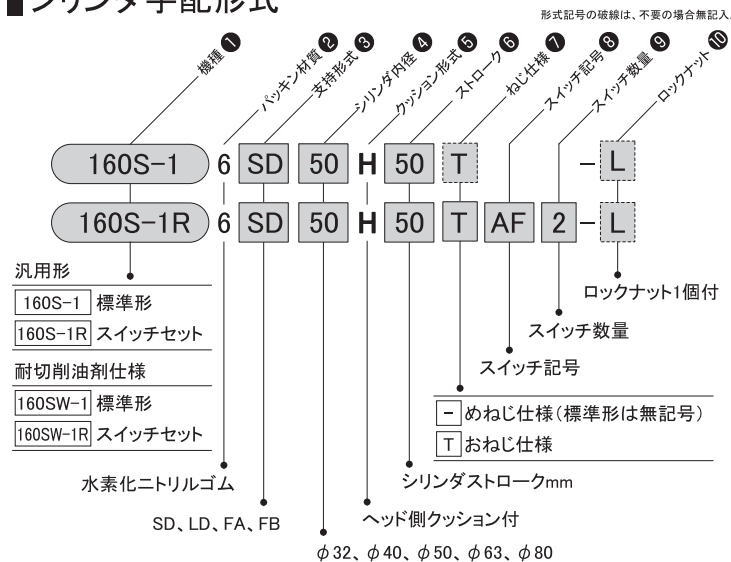 シリンダ手配形式
形式記号の破線は、不要の場合無記入
機種❶
パッキン材質❷
支持形式❸
シリンダ内径❹
クッション形式❺
ストローク❻
ねじ仕様❼
スイッチ記号❽
スイッチ数量❾
ロックナット❿
160S-1 6 SD 50 H 50 T -L
160S-1R 6 SD 50 H 50 T AF 2 -L
汎用形
160S-1 標準形
160S-1R スイッチセット
耐切削油剤仕様
160SW-1 標準形
160SW-1R スイッチセット
ロックナット1個付
スイッチ数量
スイッチ記号
- めねじ仕様(標準形は無記号)
T おねじ仕様
水素化ニトリルゴム
シリンダストロークmm
SD、LD、FA、FB
ヘッド側クッション付
φ32、φ40、φ50、φ63、φ80